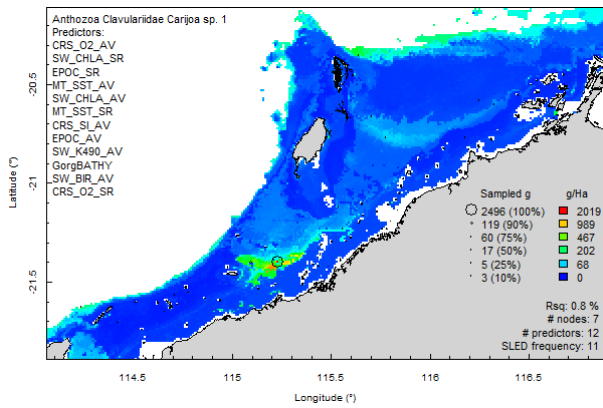 Anthozoa Clavulariidae Carijoa sp. 1
Predictors:
CRS_O2_AV
SW_CHLA_SR
EPOC_SR
MT_SST_AV
SW_CHLA_AV
MT_SST_SR
CRS_SI_AV
EPOC_AV
SW_K490_AV
GorgBATHY
SW_BIR_AV
CRS_O2_SR
-20.5
-21
-21.5
Latitude (°)
Sampled g
2496 (100%)
119 (90%)
60 (75%)
17 (50%)
5 (25%)
3 (10%)
g/Ha
2019
989
467
202
68
0
Rsq: 0.8 %
# nodes: 7
# predictors: 12
SLED frequency: 11
114.5 115 115.5 116 116.5
Longitude (°)